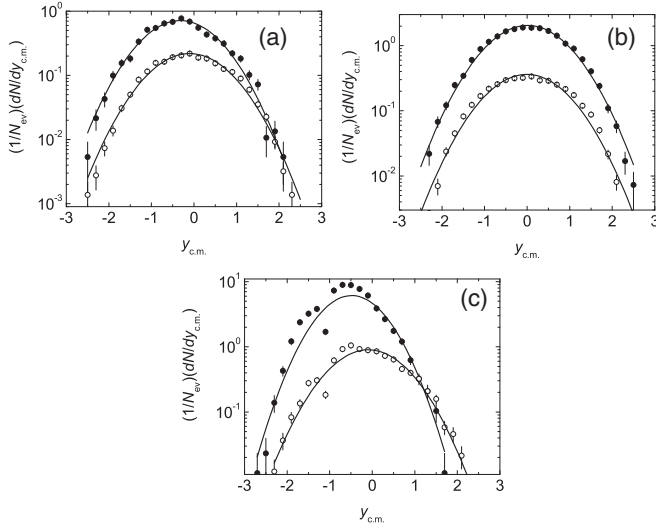 (a)
(1/N_ev)(dN/dy_c.m.)
10^0
10^-1
10^-2
10^-3
-3 -2 -1 0 1 2 3
y_c.m.
(b)
(1/N_ev)(dN/dy_c.m.)
10^0
10^-1
10^-2
-3 -2 -1 0 1 2 3
y_c.m.
(c)
(1/N_ev)(dN/dy_c.m.)
10^1
10^0
10^-1
-3 -2 -1 0 1 2 3
y_c.m.